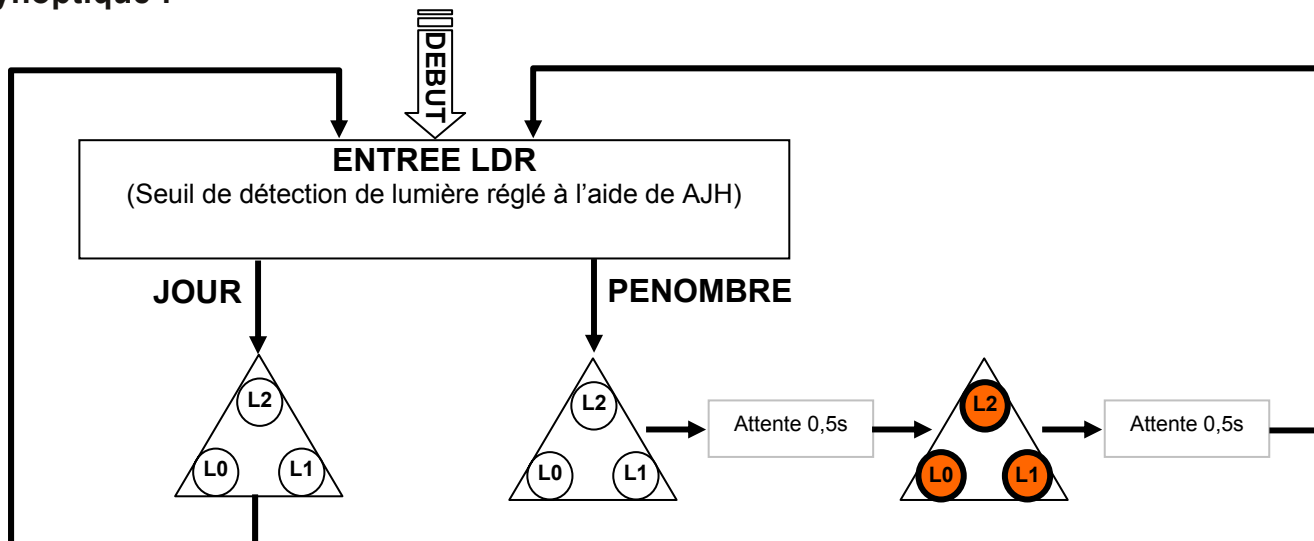 DEBUT
ENTREE LDR
(Seuil de détection de lumière réglé à l'aide de AJH)
JOUR
PENOMBRE
L2
L0
L1
L2
L0
L1
Attente 0,5s
L2
L0
L1
Attente 0,5s